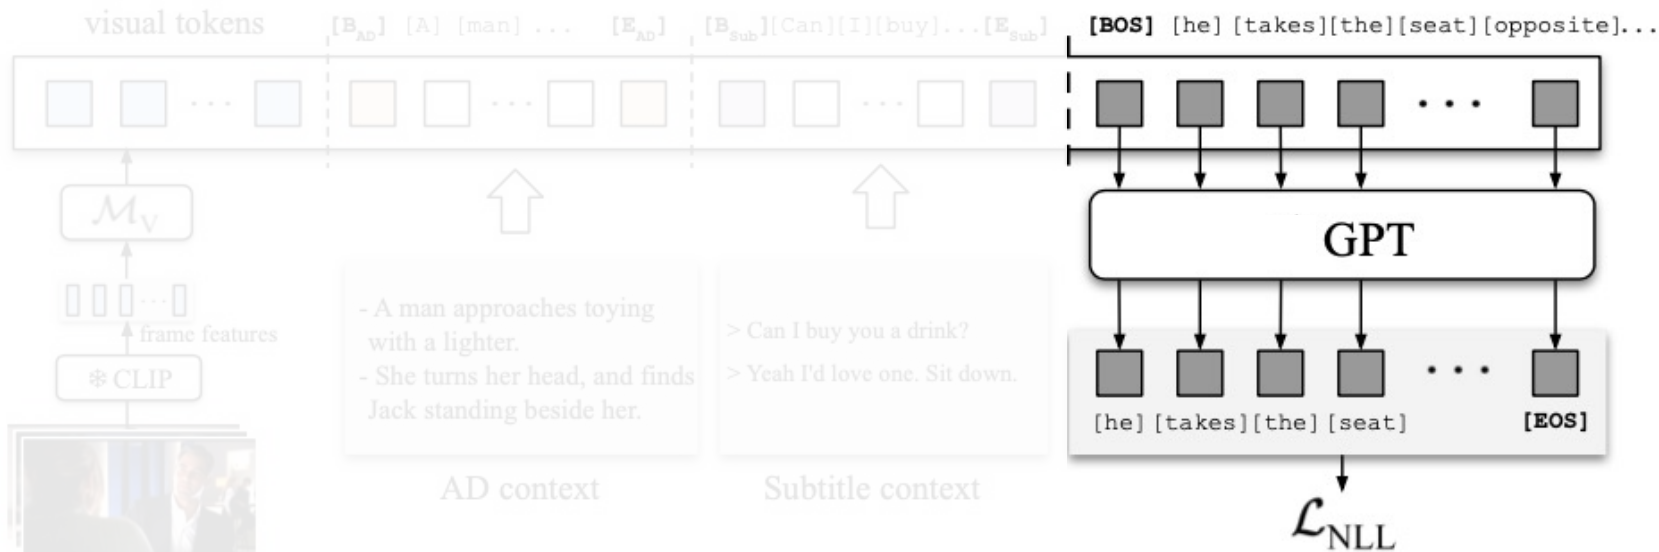 visual tokens [B_AD] [A] [man] ... [E_AD] [B_Sub][Can][I][buy]...[E_Sub] [BOS] [he] [takes][the][seat][opposite]...
M_V
frame features
CLIP
- A man approaches toying
with a lighter.
- She turns her head, and finds
Jack standing beside her.
AD context
> Can I buy you a drink?
> Yeah I'd love one. Sit down.
Subtitle context
GPT
[he] [takes][the] [seat] [EOS]
ℒ_NLL